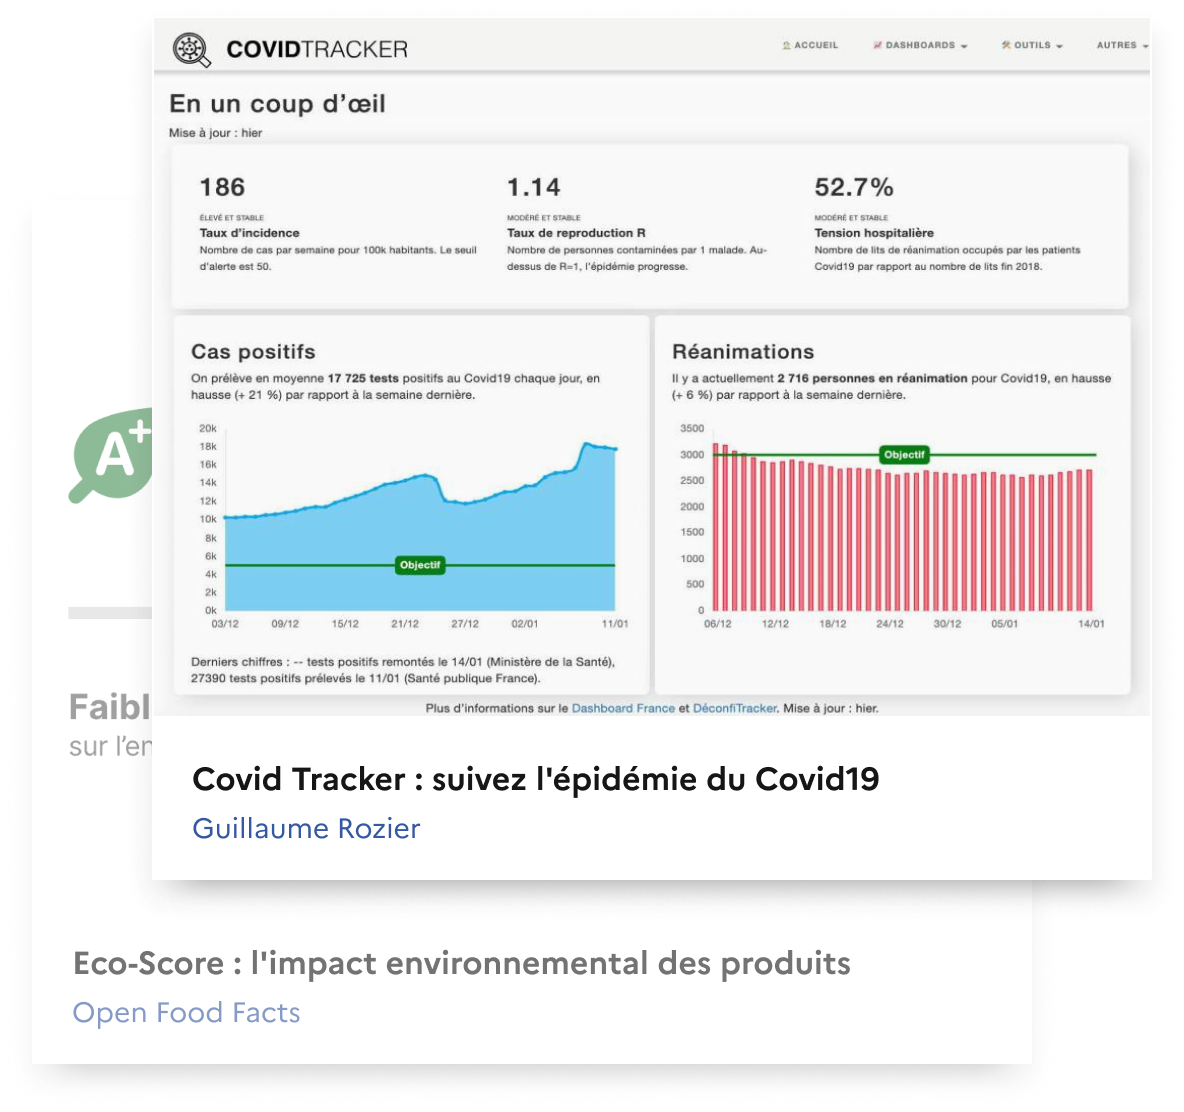 COVIDTRACKER
ACCUEIL
DASHBOARDS
OUTILS
AUTRES
En un coup d'œil
Mise à jour : hier
186
ÉLEVÉ ET STABLE
Taux d'incidence
Nombre de cas par semaine pour 100k habitants. Le seuil
d'alerte est 50.
1.14
MODÉRÉ ET STABLE
Taux de reproduction R
Nombre de personnes contaminées par 1 malade. Au-
dessus de R=1, l'épidémie progresse.
52.7%
MODÉRÉ ET STABLE
Tension hospitalière
Nombre de lits de réanimation occupés par les patients
Covid19 par rapport au nombre de lits fin 2018.
Cas positifs
On prélève en moyenne 17 725 tests positifs au Covid19 chaque jour, en
hausse (+ 21 %) par rapport à la semaine dernière.
20k
18k
16k
14k
12k
10k
8k
6k
4k
2k
0k
Objectif
03/12 09/12 15/12 21/12 27/12 02/01 11/01
Derniers chiffres : -- tests positifs remontés le 14/01 (Ministère de la Santé),
27390 tests positifs prélevés le 11/01 (Santé publique France).
Réanimations
Il y a actuellement 2 716 personnes en réanimation pour Covid19, en hausse
(+ 6 %) par rapport à la semaine dernière.
3500
3000
2500
2000
1500
1000
500
0
Objectif
06/12 12/12 18/12 24/12 30/12 05/01 14/01
Plus d'informations sur le Dashboard France et DéconfiTracker. Mise à jour : hier.
Covid Tracker : suivez l'épidémie du Covid19
Guillaume Rozier
A+
Faibl
sur l'en
Eco-Score : l'impact environnemental des produits
Open Food Facts